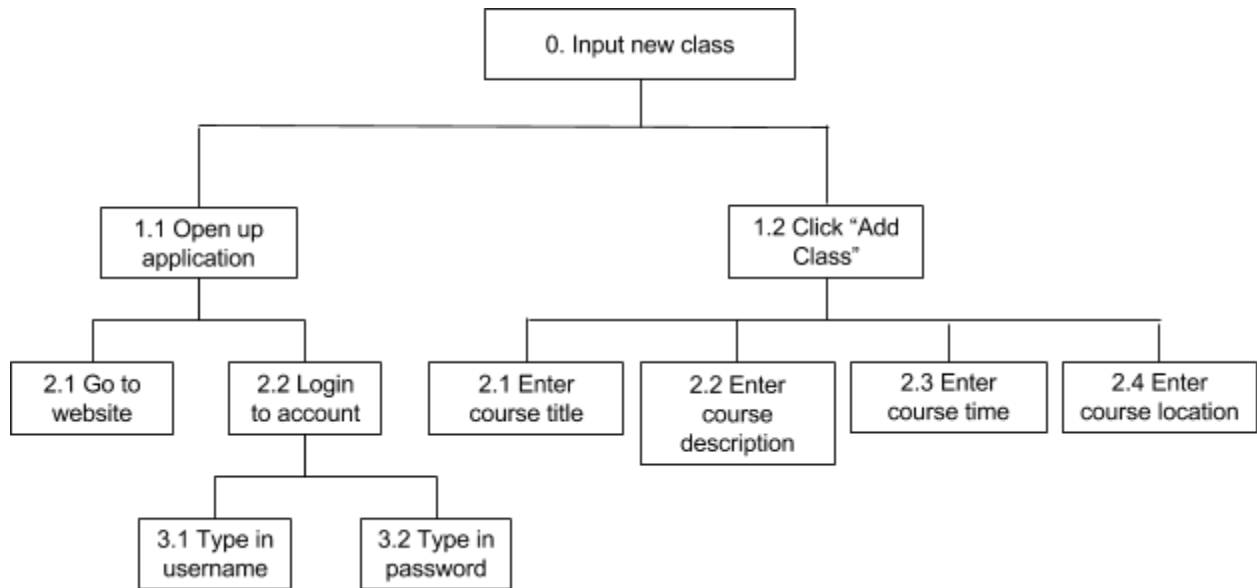 0. Input new class
1.1 Open up
application
1.2 Click “Add
Class”
2.1 Go to
website
2.2 Login
to account
2.1 Enter
course title
2.2 Enter
course
description
2.3 Enter
course time
2.4 Enter
course location
3.1 Type in
username
3.2 Type in
password